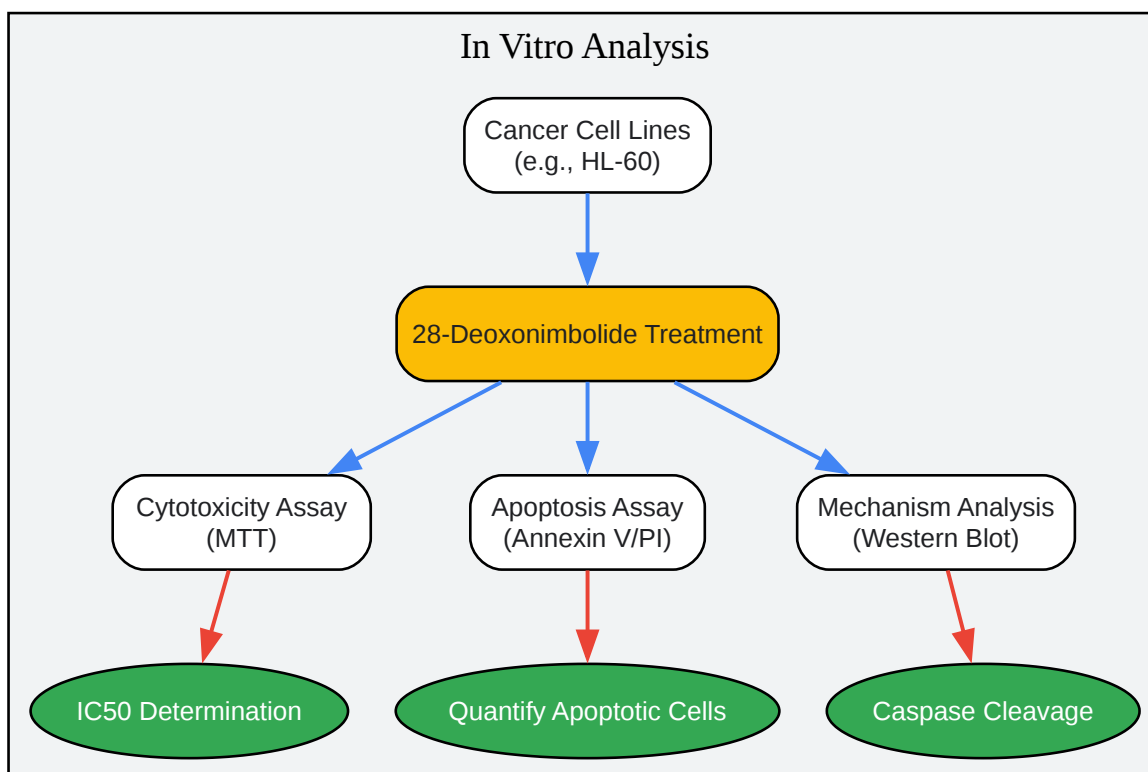 In Vitro Analysis
Cancer Cell Lines
(e.g., HL-60)
28-Deoxonimbolide Treatment
Cytotoxicity Assay
(MTT)
Apoptosis Assay
(Annexin V/PI)
Mechanism Analysis
(Western Blot)
IC50 Determination
Quantify Apoptotic Cells
Caspase Cleavage